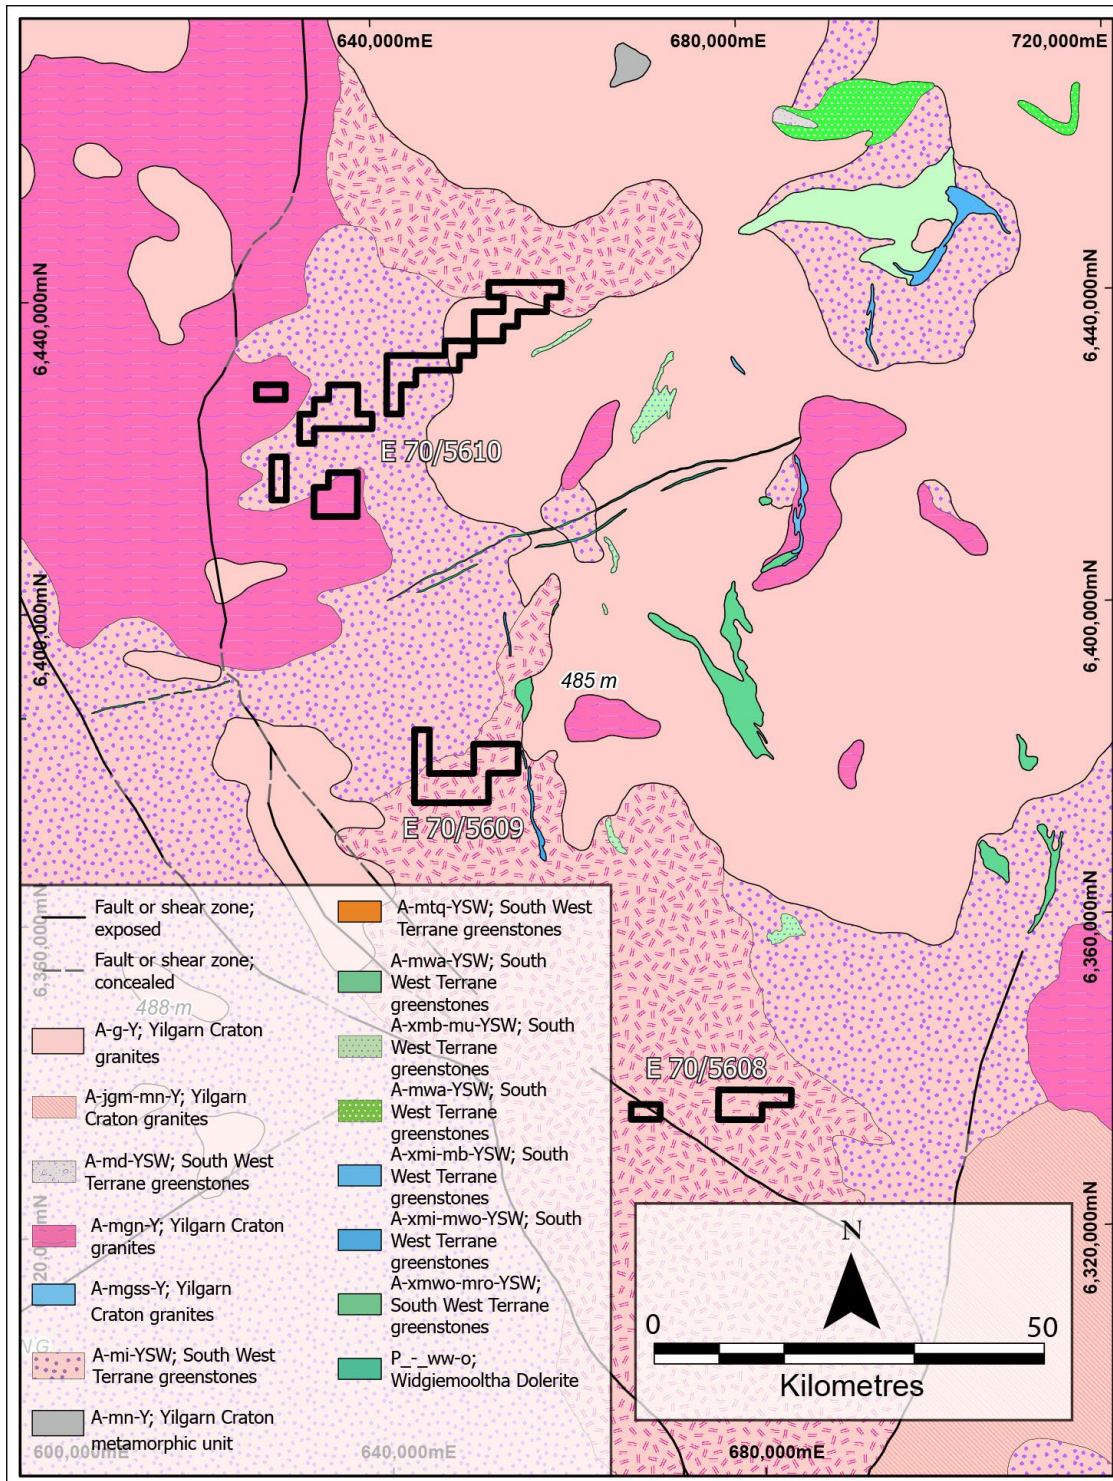 640,000mE
680,000mE
720,000mE
6,440,000mN
6,440,000mN
E 70/5610
6,400,000mN
6,400,000mN
485 m
E 70/5609
6,360,000mN
6,360,000mN
488 m
E 70/5608
Fault or shear zone;
exposed
Fault or shear zone;
concealed
A-g-Y; Yilgarn Craton
granites
A-jgm-mn-Y; Yilgarn
Craton granites
A-md-YSW; South West
Terrane greenstones
A-mgn-Y; Yilgarn Craton
granites
A-mgss-Y; Yilgarn
Craton granites
A-mi-YSW; South West
Terrane greenstones
A-mn-Y; Yilgarn Craton
metamorphic unit
A-mtq-YSW; South West
Terrane greenstones
A-mwa-YSW; South
West Terrane
greenstones
A-xmb-mu-YSW; South
West Terrane
greenstones
A-mwa-YSW; South
West Terrane
greenstones
A-xmi-mb-YSW; South
West Terrane
greenstones
A-xmi-mwo-YSW; South
West Terrane
greenstones
A-xmwo-mro-YSW;
South West Terrane
greenstones
P_-_ww-o;
Widgiemooltha Dolerite
N
0
50
Kilometres
6,320,000mN
20,000mN
NG
600,000mE
640,000mE
680,000mE